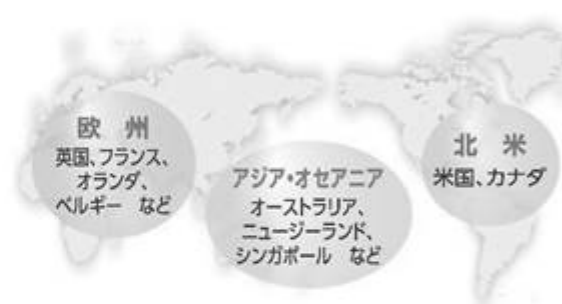 欧 州
英国、フランス、
オランダ、
ベルギー など
アジア・オセアニア
オーストラリア、
ニュージーランド、
シンガポール など
北 米
米国、カナダ